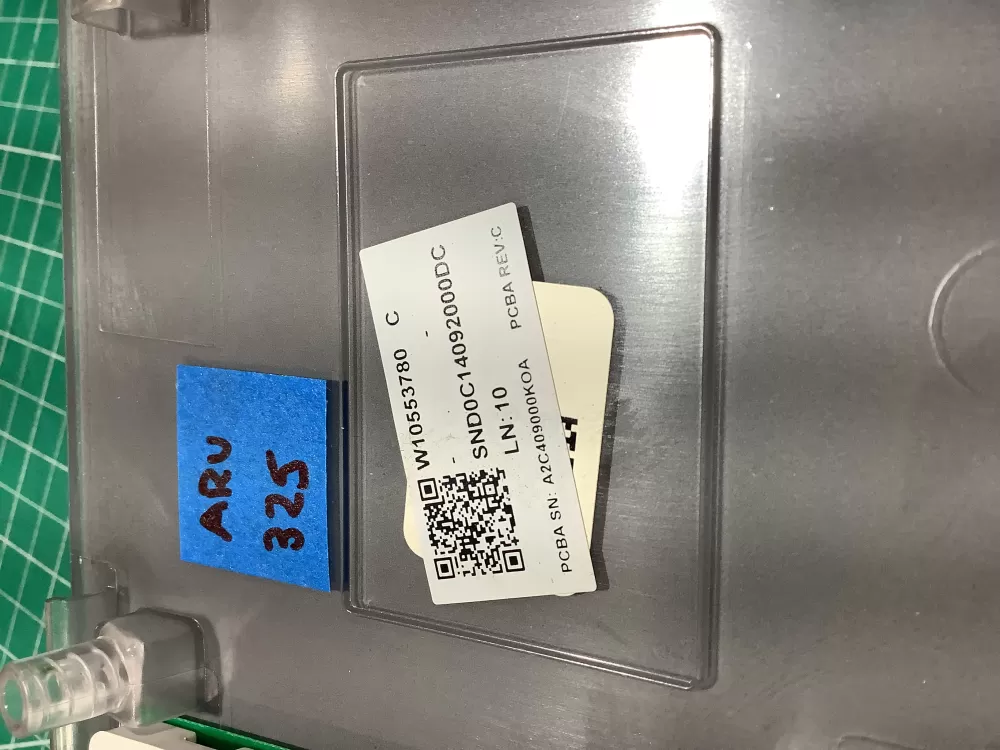 W10553780 C
- -
SND0C14092000DC
LN: 10
PCBA SN: A2C409000KOA PCBA REV:C
ARU
325